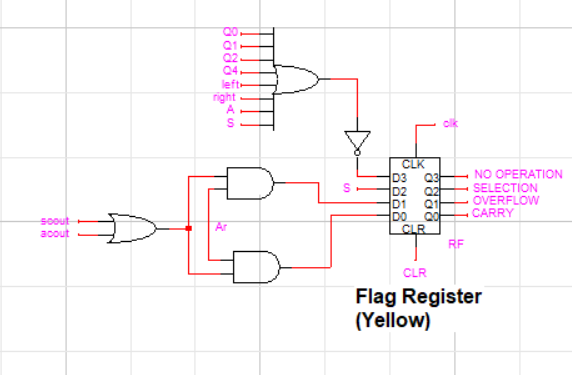 Q0
Q1
Q2
Q4
left
right
A
S
clk
CLK
D3 Q3 NO OPERATION
S D2 Q2 SELECTION
D1 Q1 OVERFLOW
D0 Q0 CARRY
CLR
scout
acout
Ar
RF
CLR
Flag Register
(Yellow)